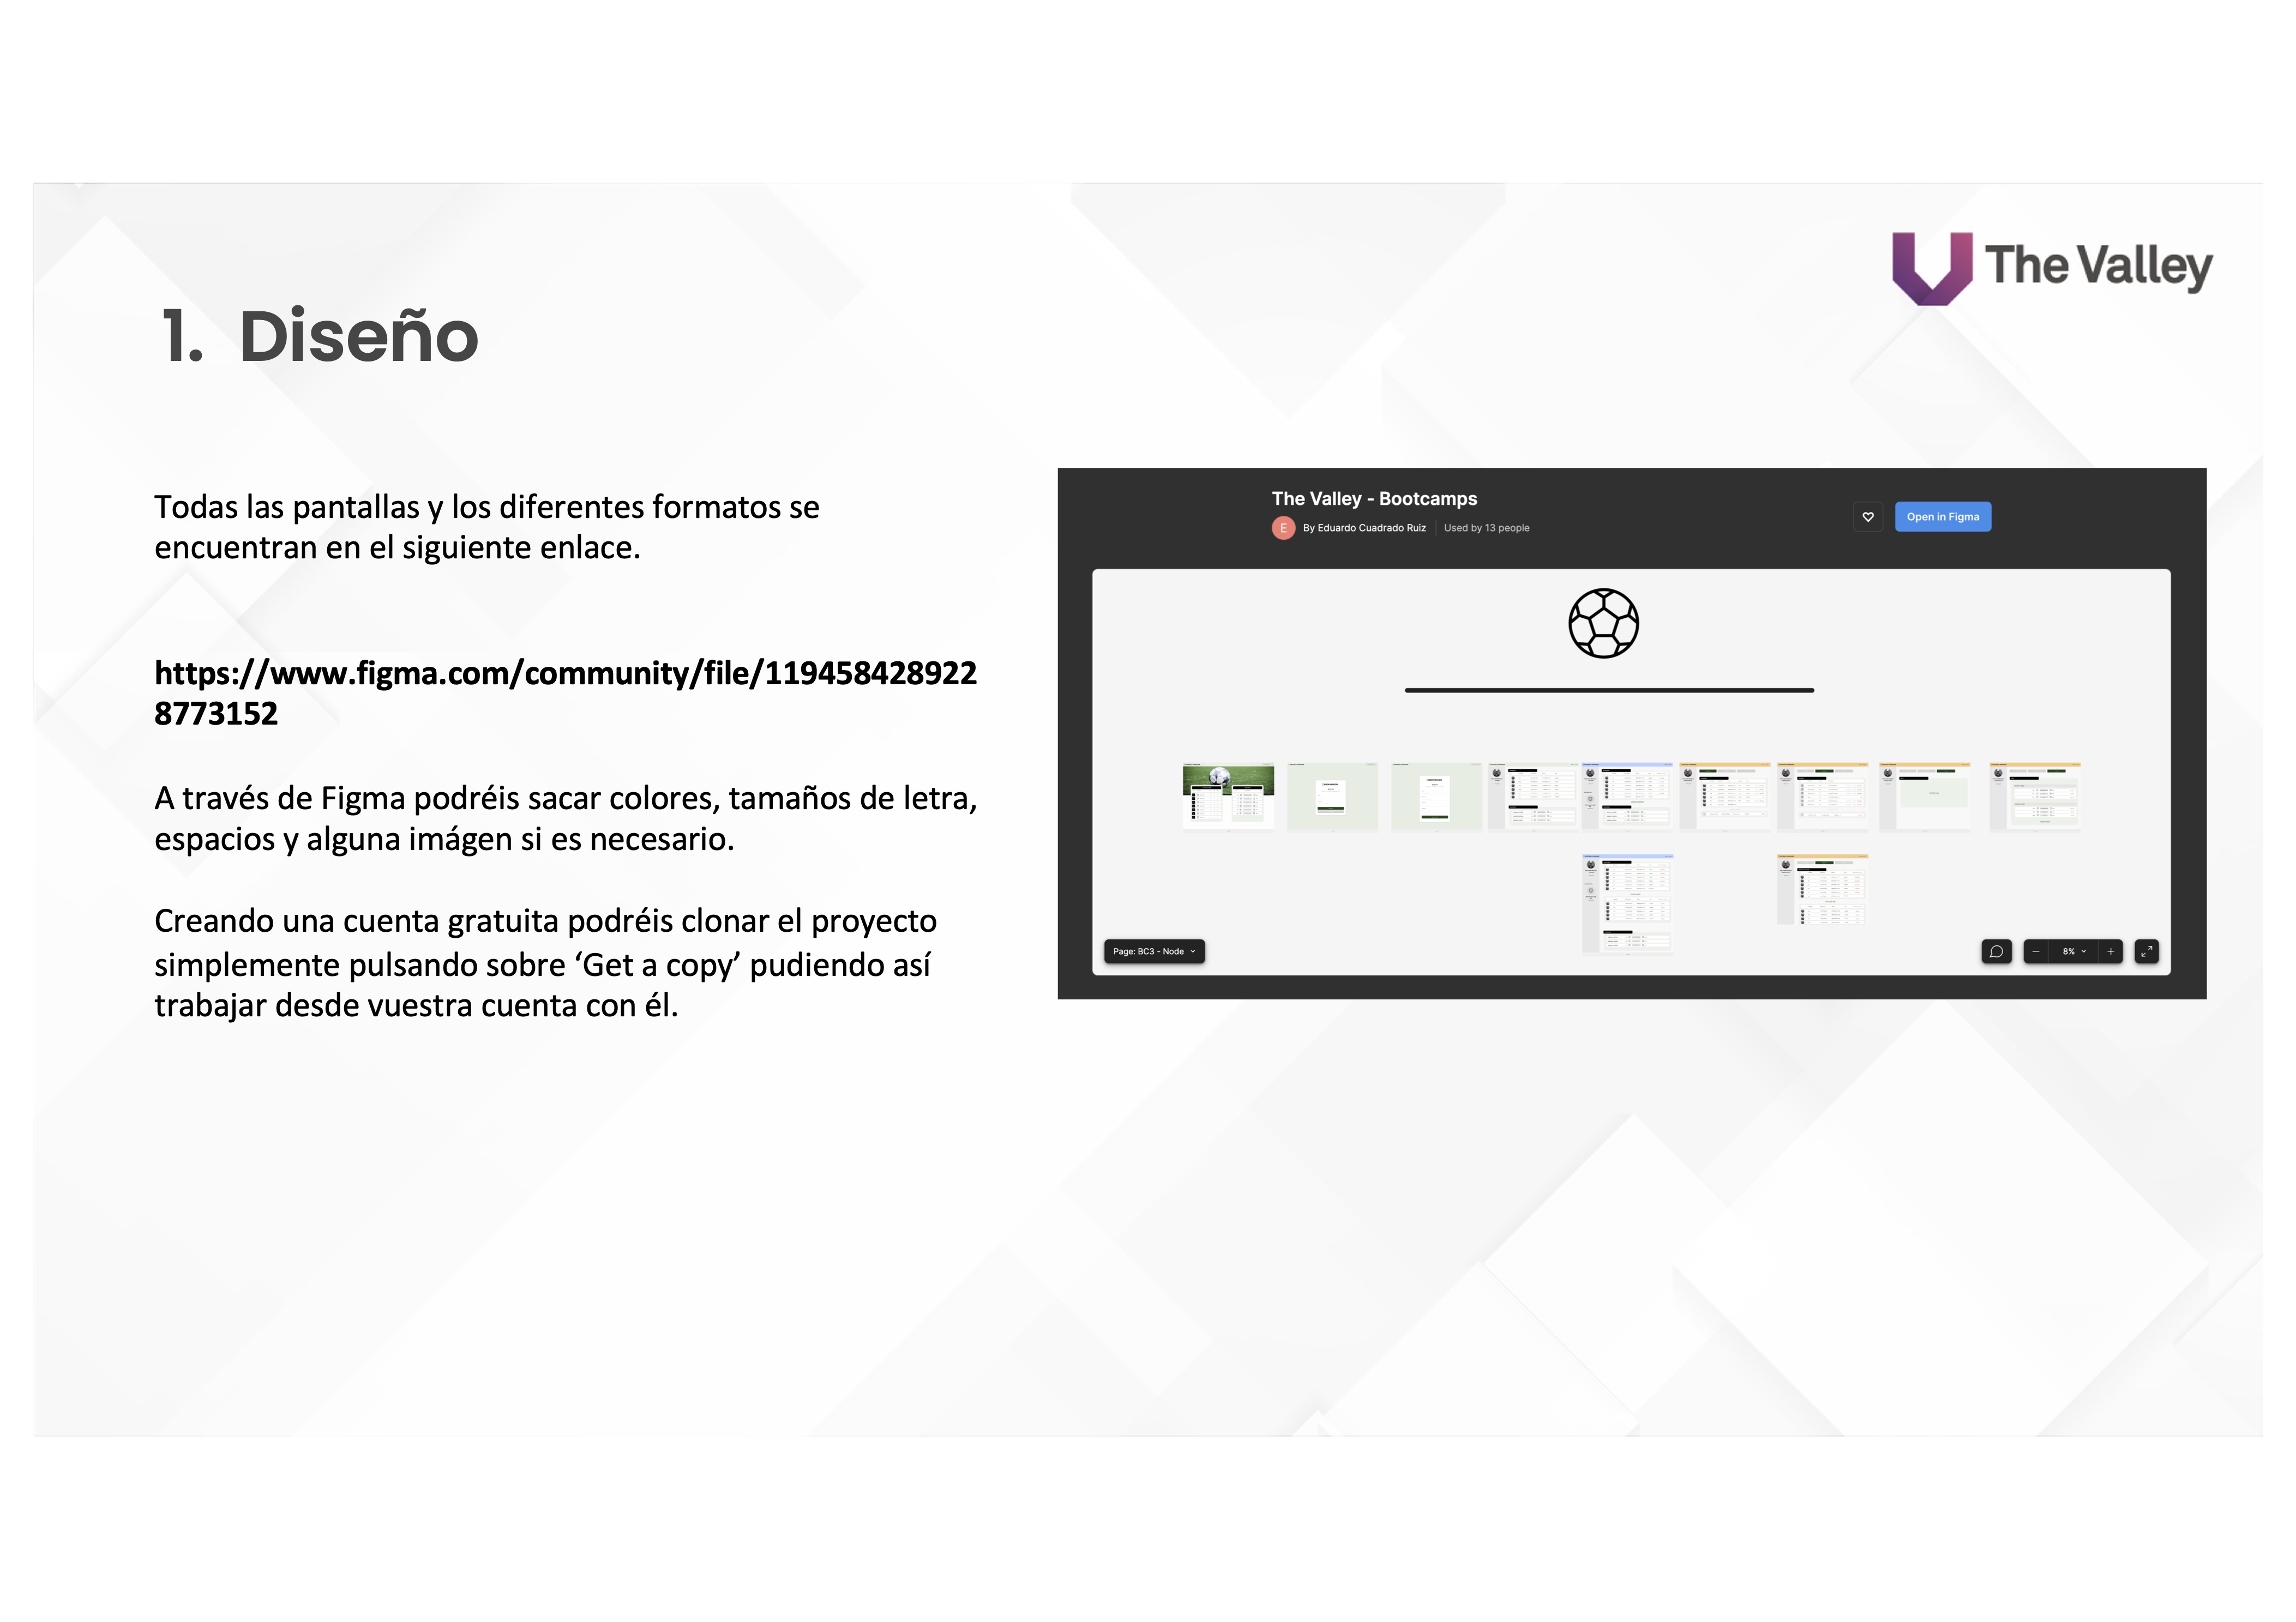 The Valley
1. Diseño
Todas las pantallas y los diferentes formatos se
encuentran en el siguiente enlace.
https://www.figma.com/community/file/119458428922
8773152
A través de Figma podréis sacar colores, tamaños de letra,
espacios y alguna imágen si es necesario.
Creando una cuenta gratuita podréis clonar el proyecto
simplemente pulsando sobre ‘Get a copy’ pudiendo así
trabajar desde vuestra cuenta con él.
The Valley - Bootcamps
E By Eduardo Cuadrado Ruiz Used by 13 people
Open in Figma
Page: BC3 - Node
8%